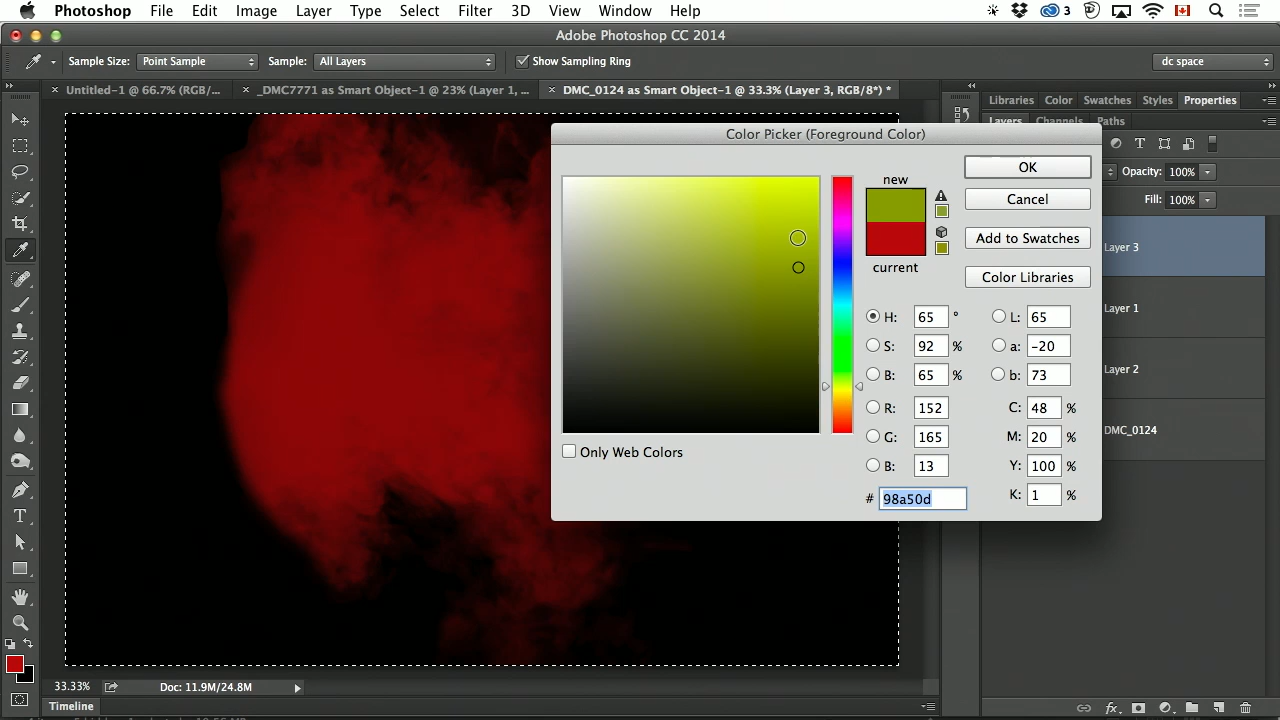 Photoshop File Edit Image Layer Type Select Filter 3D View Window Help 3
Adobe Photoshop CC 2014
Sample Size: Point Sample Sample: All Layers Show Sampling Ring dc space
Untitled-1 @ 66.7% (RGB/... _DMC7771 as Smart Object-1 @ 23% (Layer 1, ... DMC_0124 as Smart Object-1 @ 33.3% (Layer 3, RGB/8*) * Libraries Color Swatches Styles Properties
Layers Channels Paths
Color Picker (Foreground Color)
Opacity: 100%
Fill: 100%
new
current
OK
Cancel
Add to Swatches
Color Libraries
Layer 3
Layer 1
Layer 2
DMC_0124
H: 65 ° L: 65
S: 92 % a: -20
B: 65 % b: 73
R: 152 C: 48 %
G: 165 M: 20 %
B: 13 Y: 100 %
# 98a50d K: 1 %
Only Web Colors
33.33% Doc: 11.9M/24.8M
Timeline